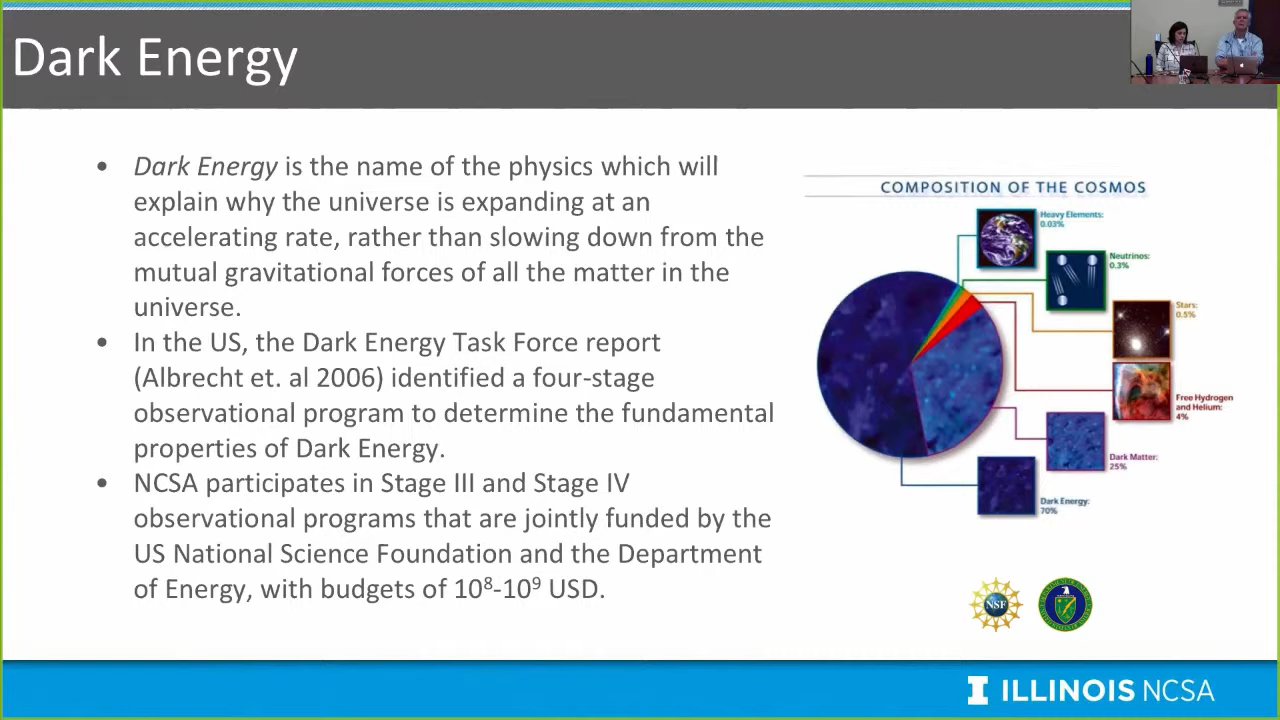 Dark Energy
• Dark Energy is the name of the physics which will
explain why the universe is expanding at an
accelerating rate, rather than slowing down from the
mutual gravitational forces of all the matter in the
universe.
• In the US, the Dark Energy Task Force report
(Albrecht et. al 2006) identified a four-stage
observational program to determine the fundamental
properties of Dark Energy.
• NCSA participates in Stage III and Stage IV
observational programs that are jointly funded by the
US National Science Foundation and the Department
of Energy, with budgets of 10⁸-10⁹ USD.
COMPOSITION OF THE COSMOS
Heavy Elements:
0.03%
Neutrinos:
0.3%
Stars:
0.5%
Free Hydrogen
and Helium:
4%
Dark Matter:
25%
Dark Energy:
70%
NSF
ILLINOIS NCSA